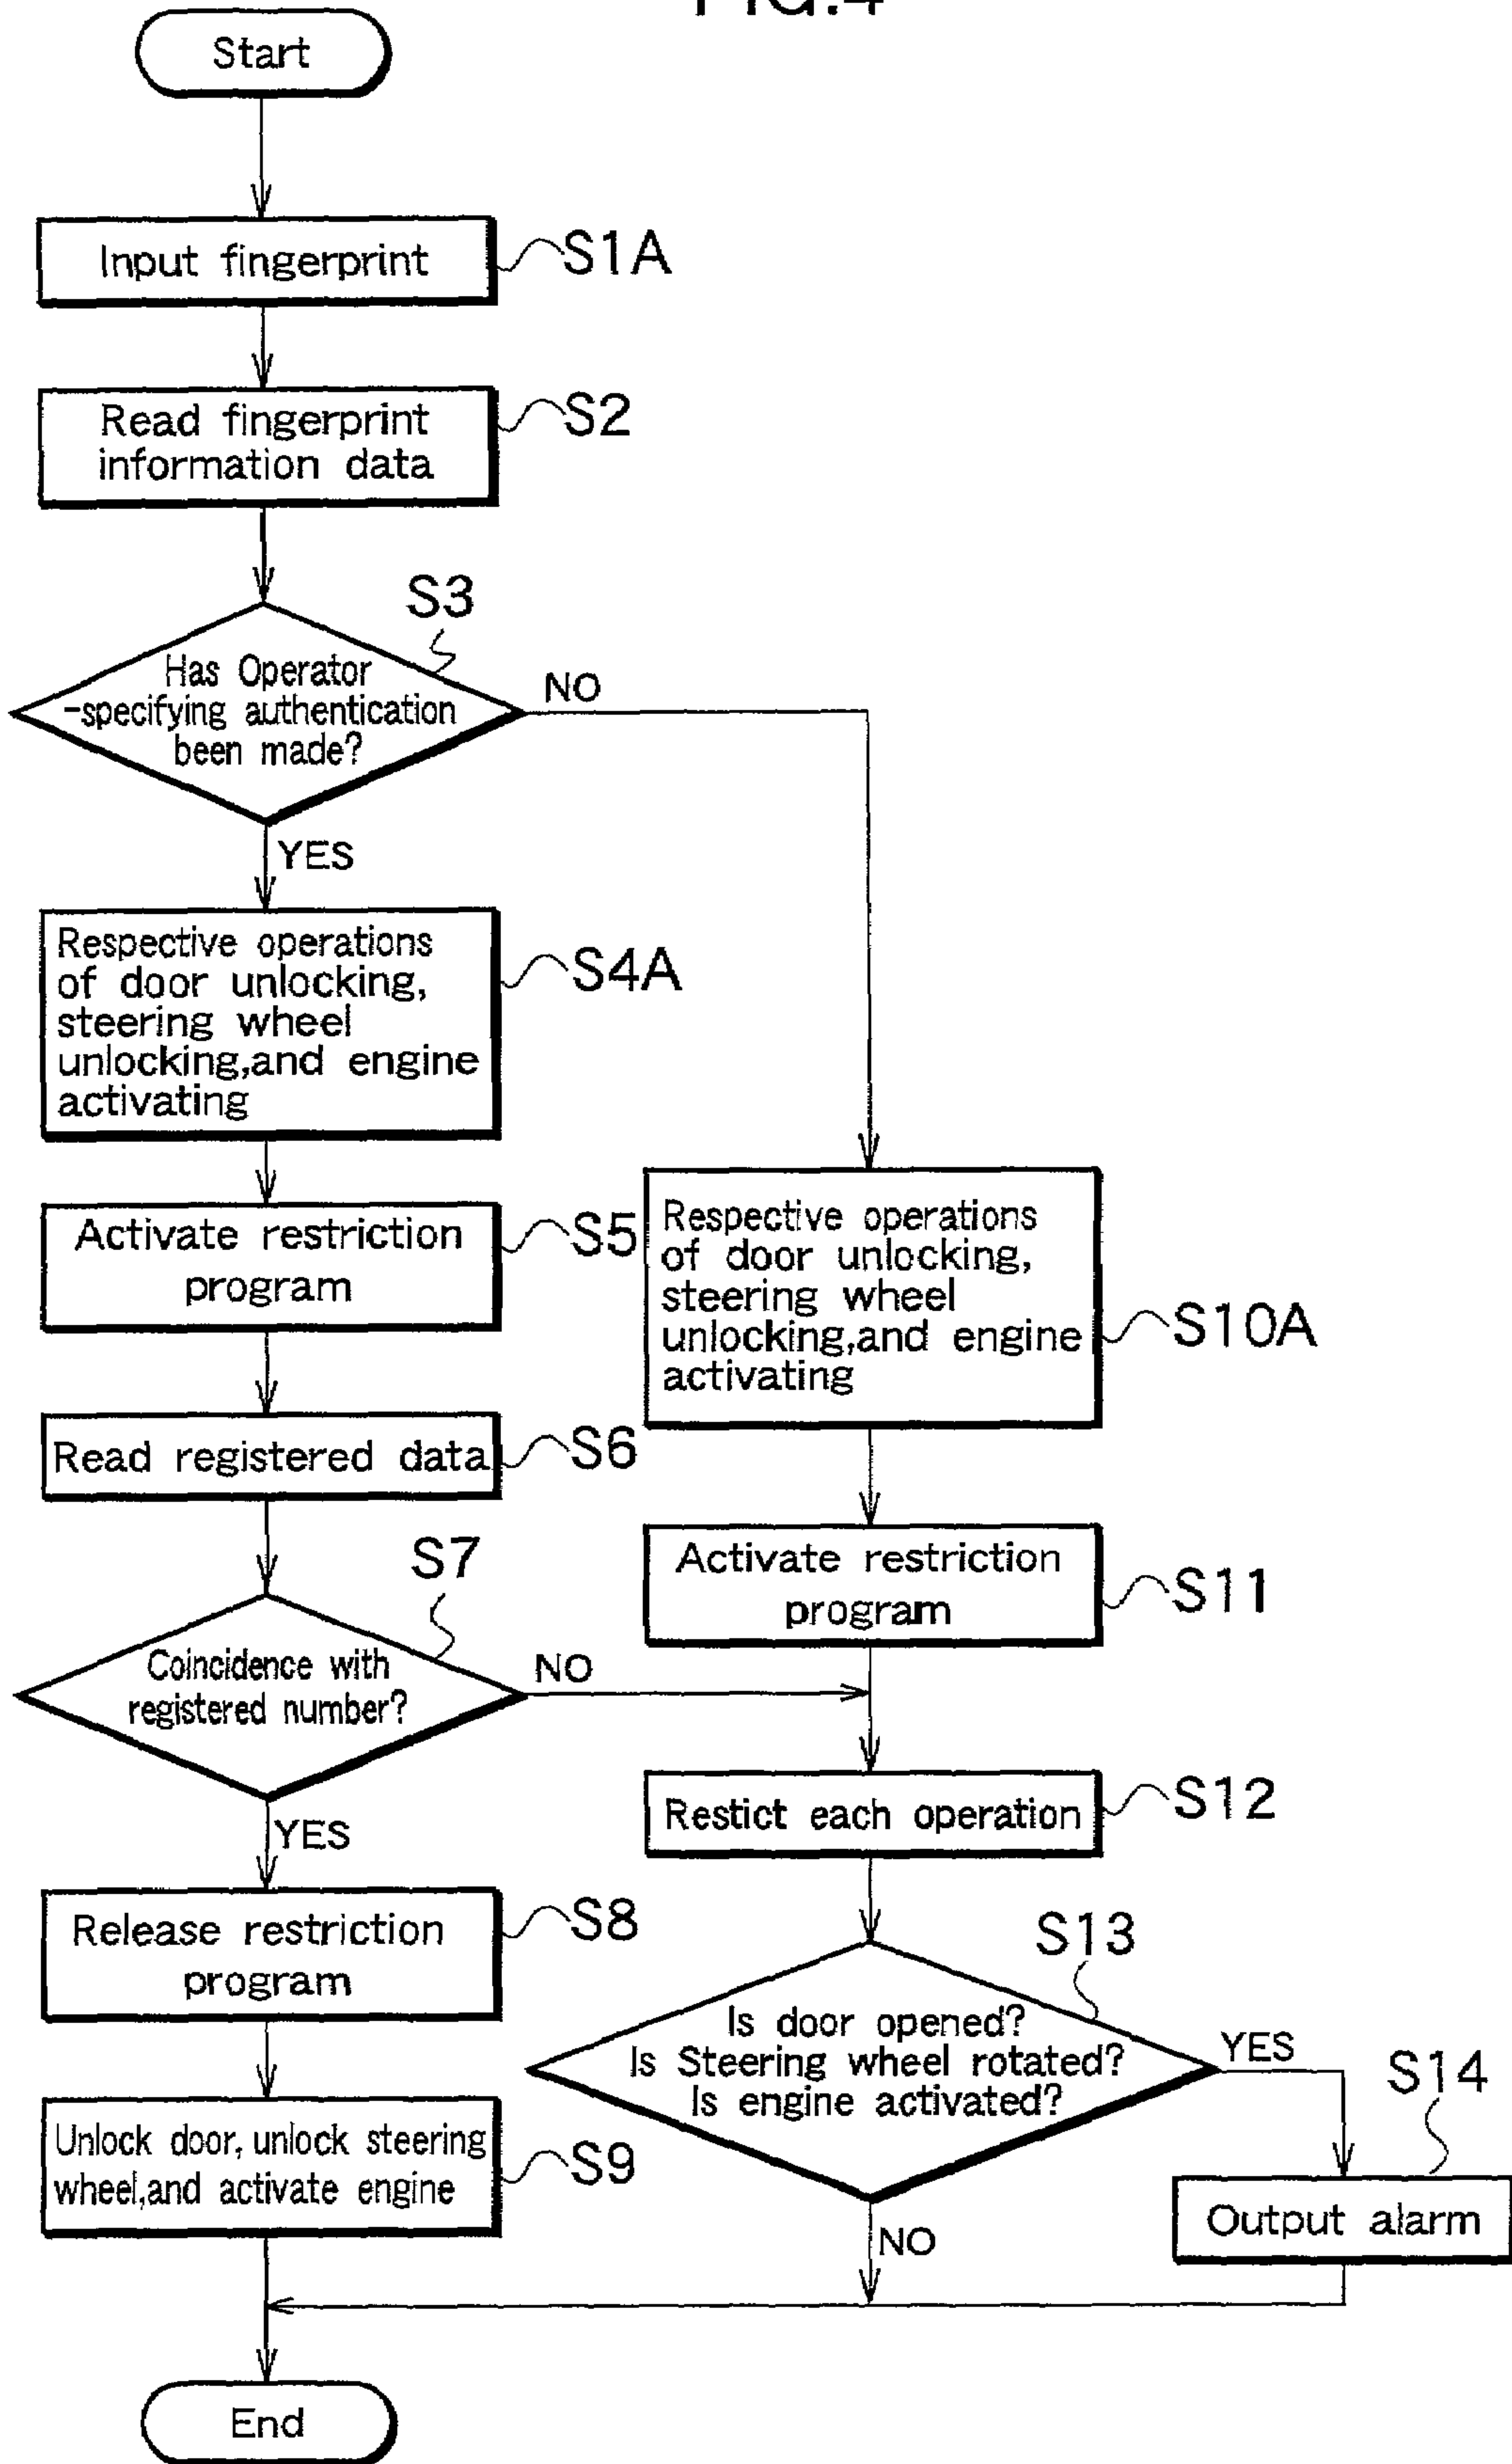 FIG.4
Start
Input fingerprint
S1A
Read fingerprint
information data
S2
S3
Has Operator
-specifying authentication
been made?
NO
YES
Respective operations
of door unlocking,
steering wheel
unlocking,and engine
activating
S4A
Activate restriction
program
S5
Respective operations
of door unlocking,
steering wheel
unlocking,and engine
activating
S10A
Read registered data
S6
S7
Coincidence with
registered number?
NO
YES
Activate restriction
program
S11
Restict each operation
S12
Release restriction
program
S8
S13
Is door opened?
Is Steering wheel rotated?
Is engine activated?
YES
NO
S14
Output alarm
Unlock door, unlock steering
wheel,and activate engine
S9
End